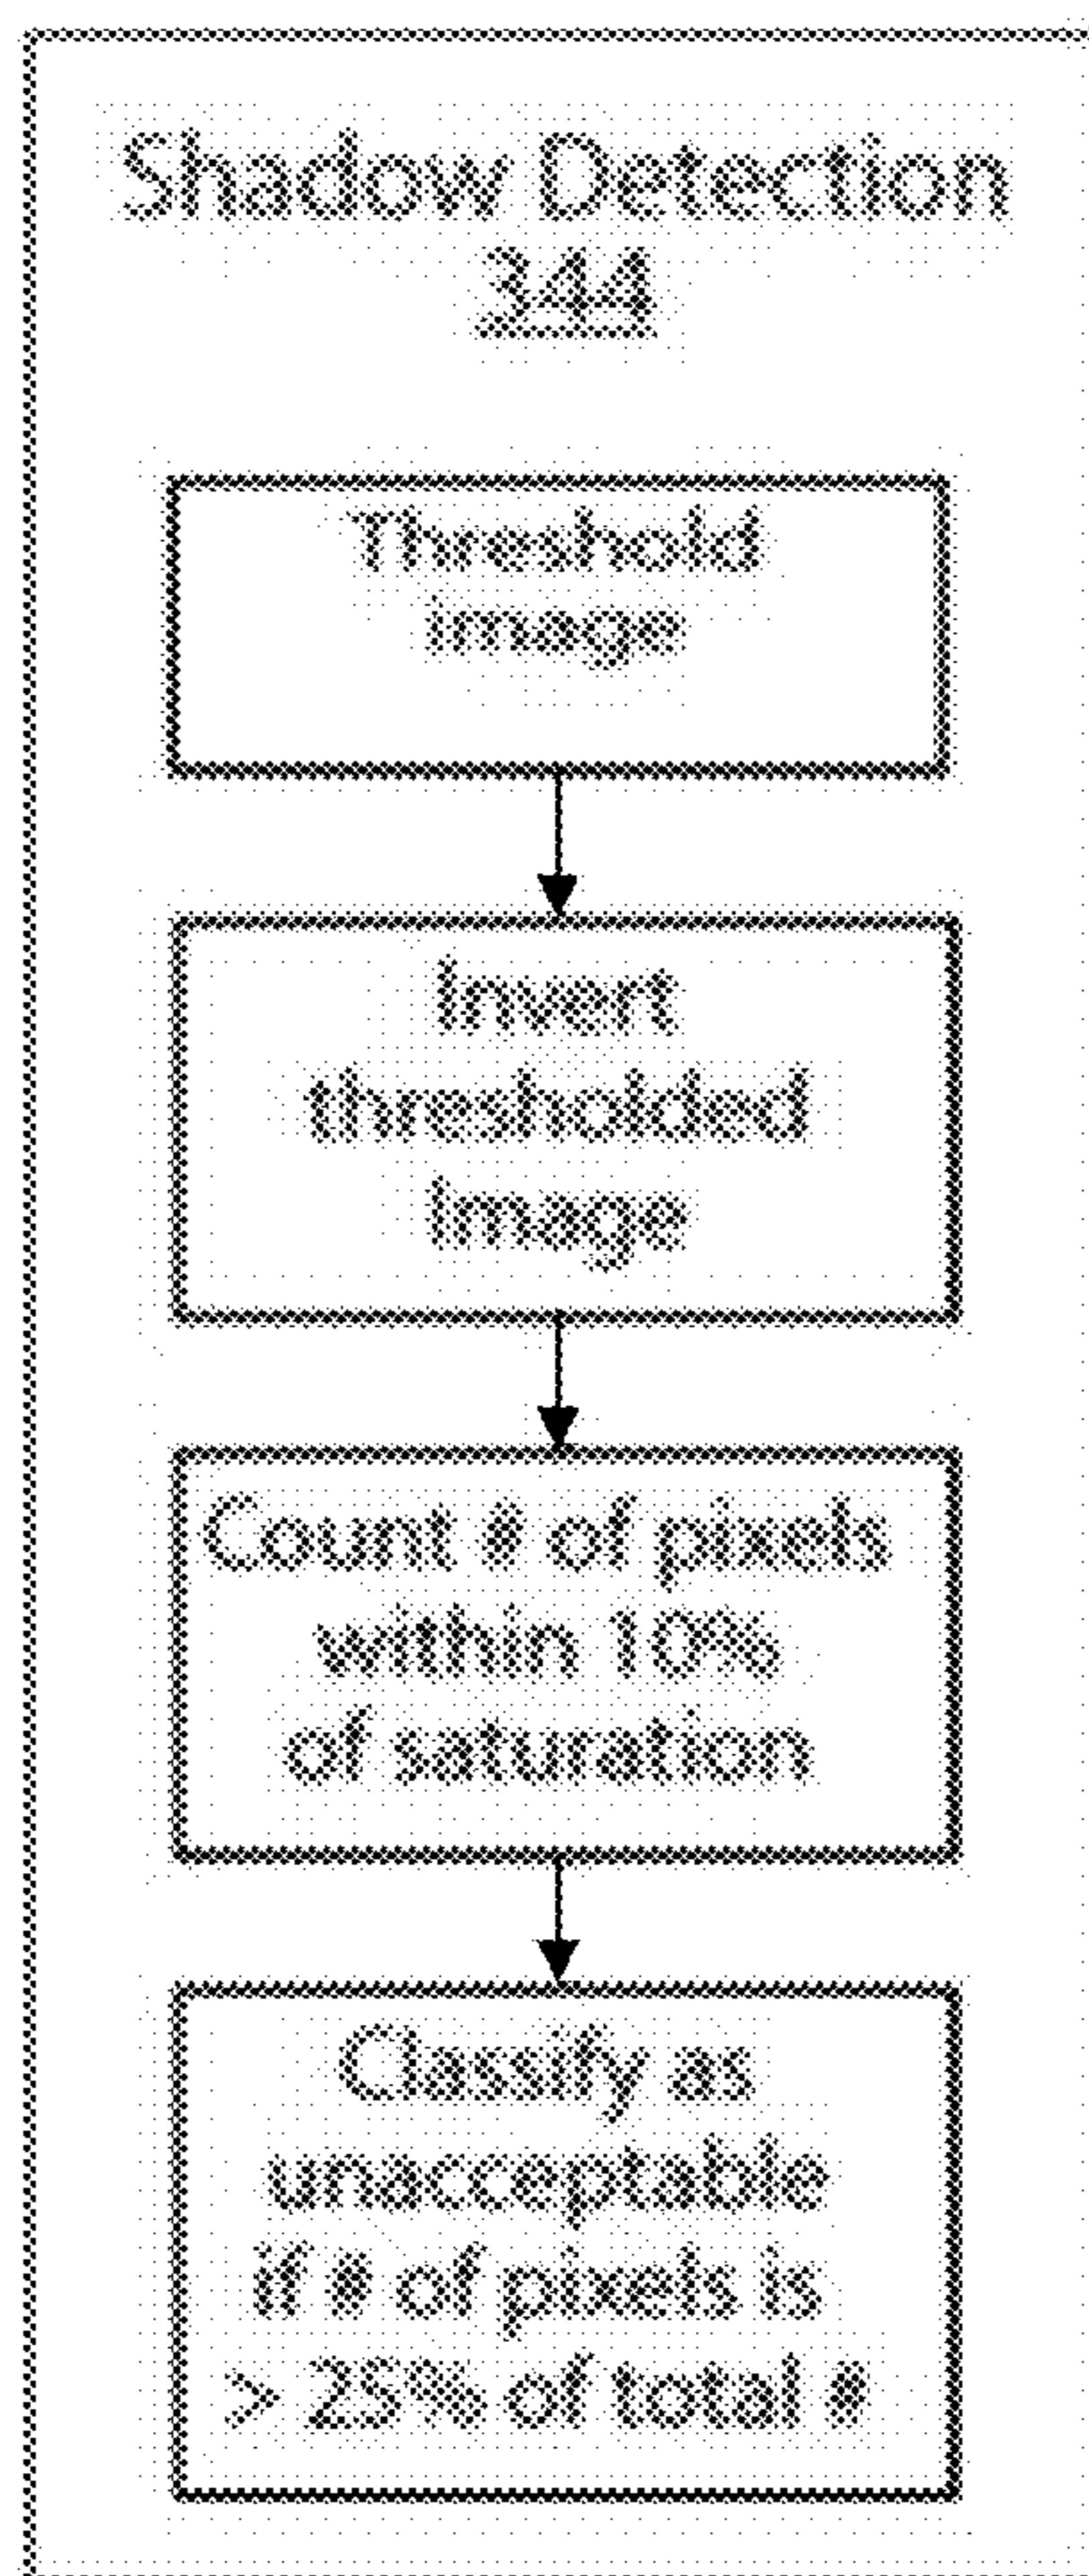 Shadow Detection
344
Threshold
image
Invert
thresholded
Image
Count # of pixels
within 10%
of saturation
Classify as
unacceptable
if # of pixels is
> 25% of total #